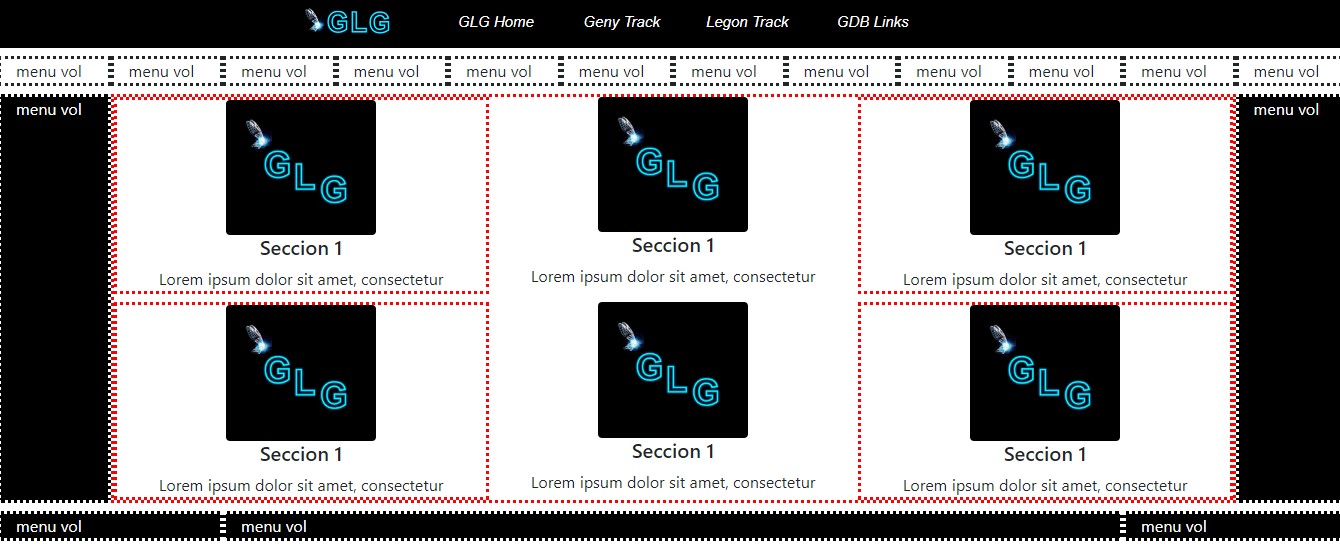 GLG GLG Home Geny Track Legon Track GDB Links
menu vol menu vol menu vol menu vol menu vol menu vol menu vol menu vol menu vol menu vol menu vol menu vol
menu vol menu vol
GLG GLG GLG
Seccion 1 Seccion 1 Seccion 1
Lorem ipsum dolor sit amet, consectetur Lorem ipsum dolor sit amet, consectetur Lorem ipsum dolor sit amet, consectetur
GLG GLG GLG
Seccion 1 Seccion 1 Seccion 1
Lorem ipsum dolor sit amet, consectetur Lorem ipsum dolor sit amet, consectetur Lorem ipsum dolor sit amet, consectetur
menu vol menu vol menu vol